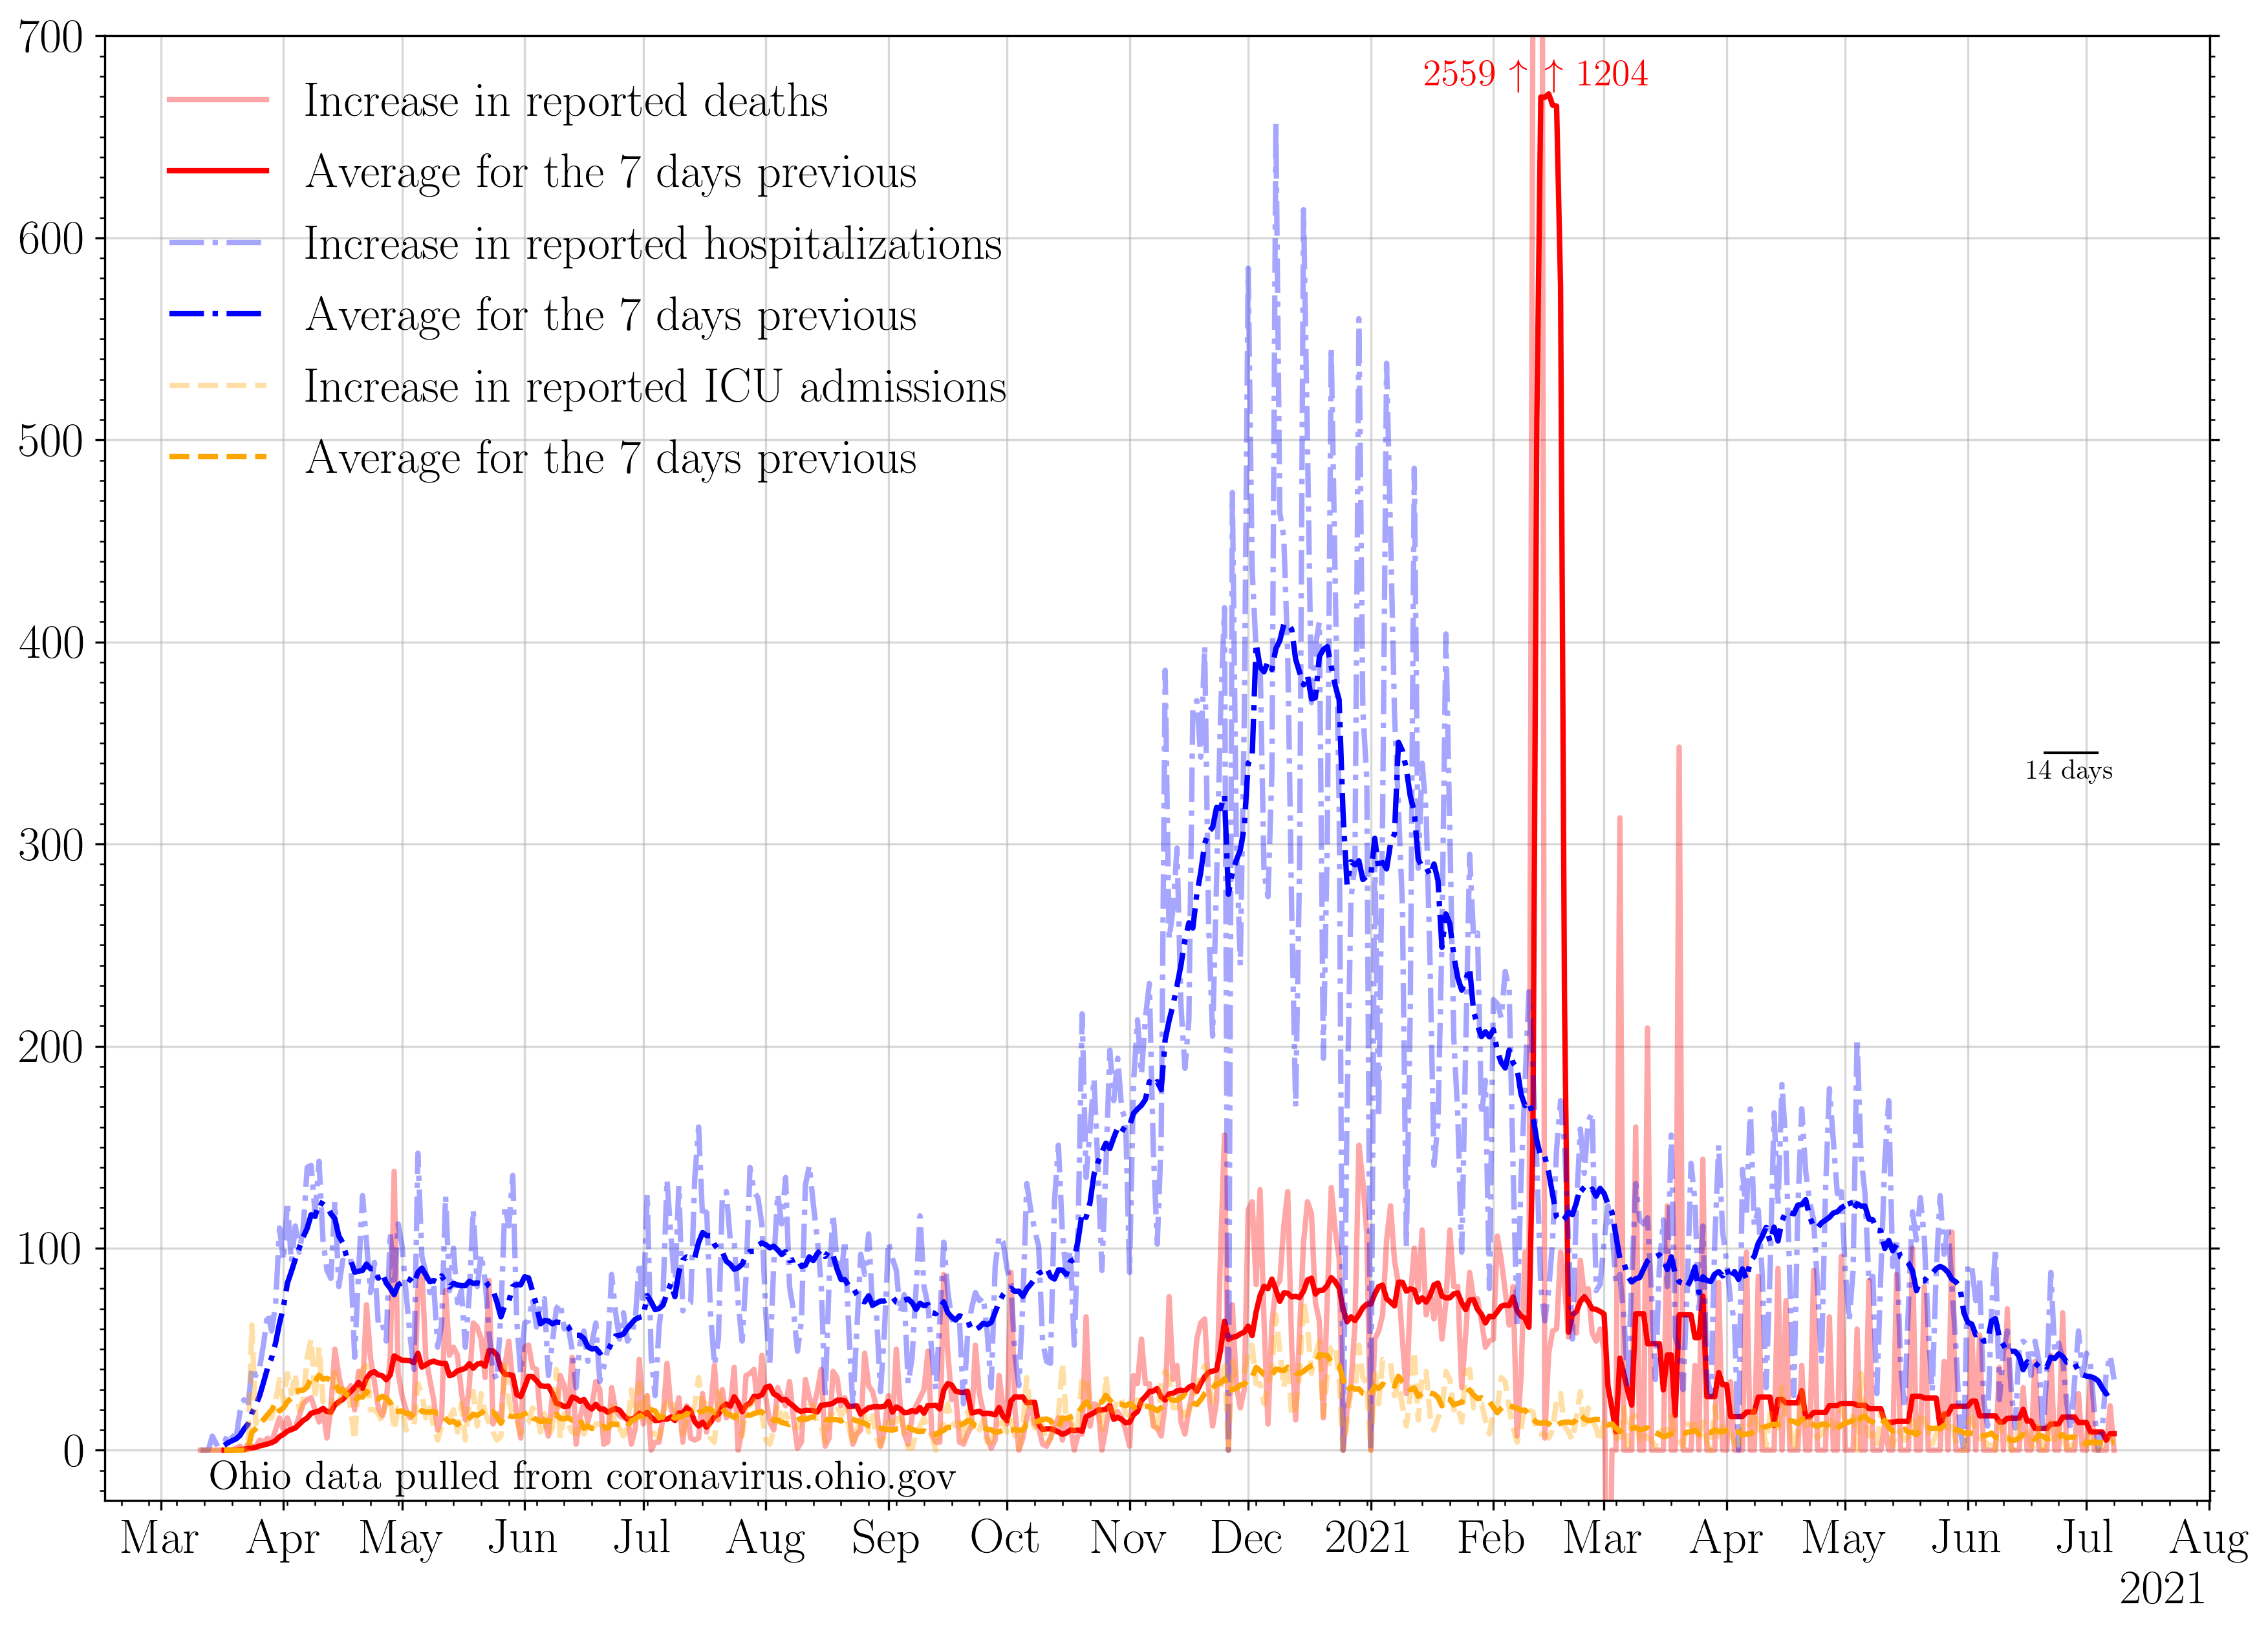 700
600
500
400
300
200
100
0
2559 ↑ ↑ 1204
Increase in reported deaths
Average for the 7 days previous
Increase in reported hospitalizations
Average for the 7 days previous
Increase in reported ICU admissions
Average for the 7 days previous
14 days
Ohio data pulled from coronavirus.ohio.gov
Mar Apr May Jun Jul Aug Sep Oct Nov Dec 2021 Feb Mar Apr May Jun Jul Aug
2021